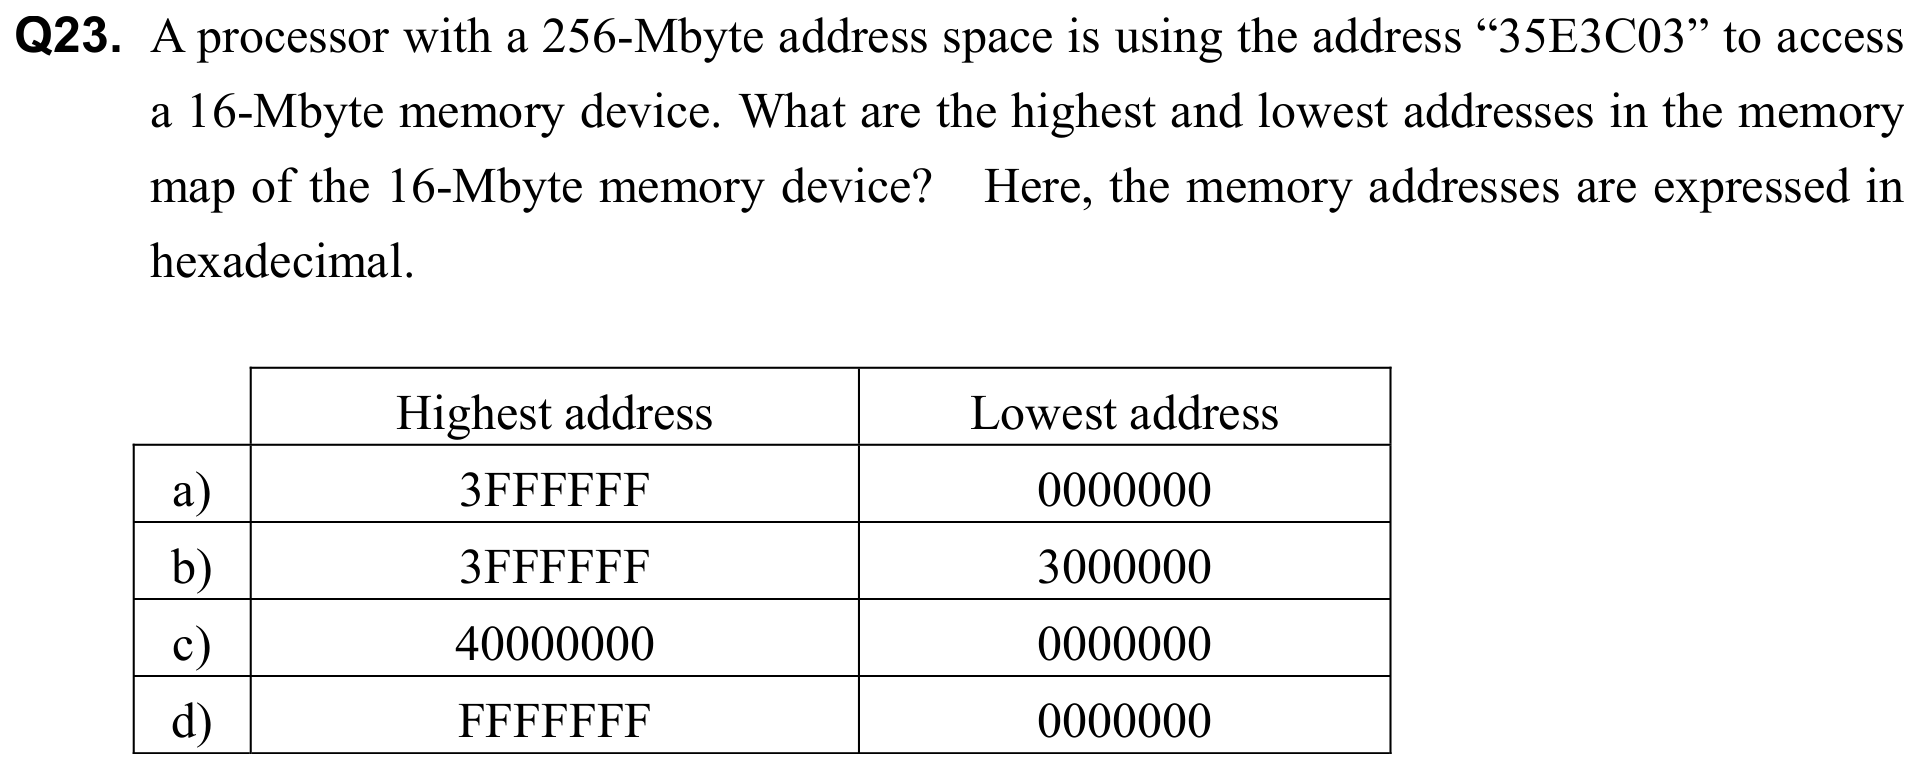 Q23. A processor with a 256-Mbyte address space is using the address “35E3C03” to access
a 16-Mbyte memory device. What are the highest and lowest addresses in the memory
map of the 16-Mbyte memory device? Here, the memory addresses are expressed in
hexadecimal.
Highest address Lowest address
a) 3FFFFFF 0000000
b) 3FFFFFF 3000000
c) 40000000 0000000
d) FFFFFFF 0000000